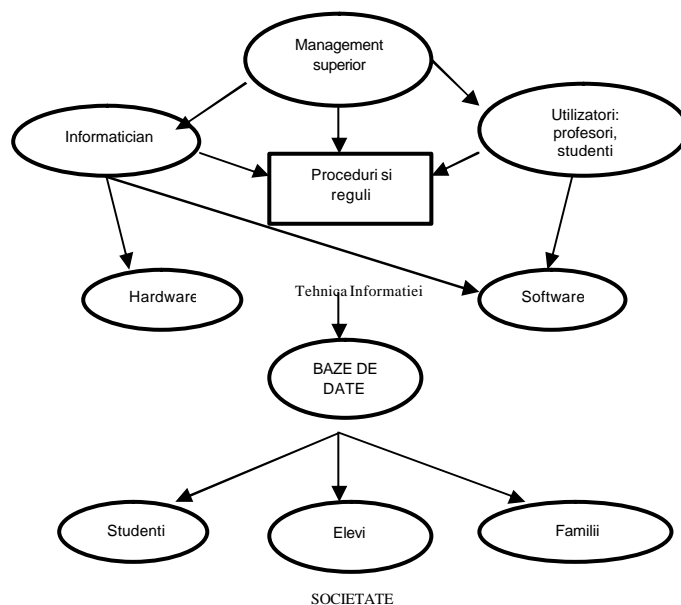 Management
superior
Informatician
Utilizatori:
profesori,
studenti
Proceduri si
reguli
Hardware
Tehnica Informatiei
Software
BAZE DE
DATE
Studenti
Elevi
Familii
SOCIETATE